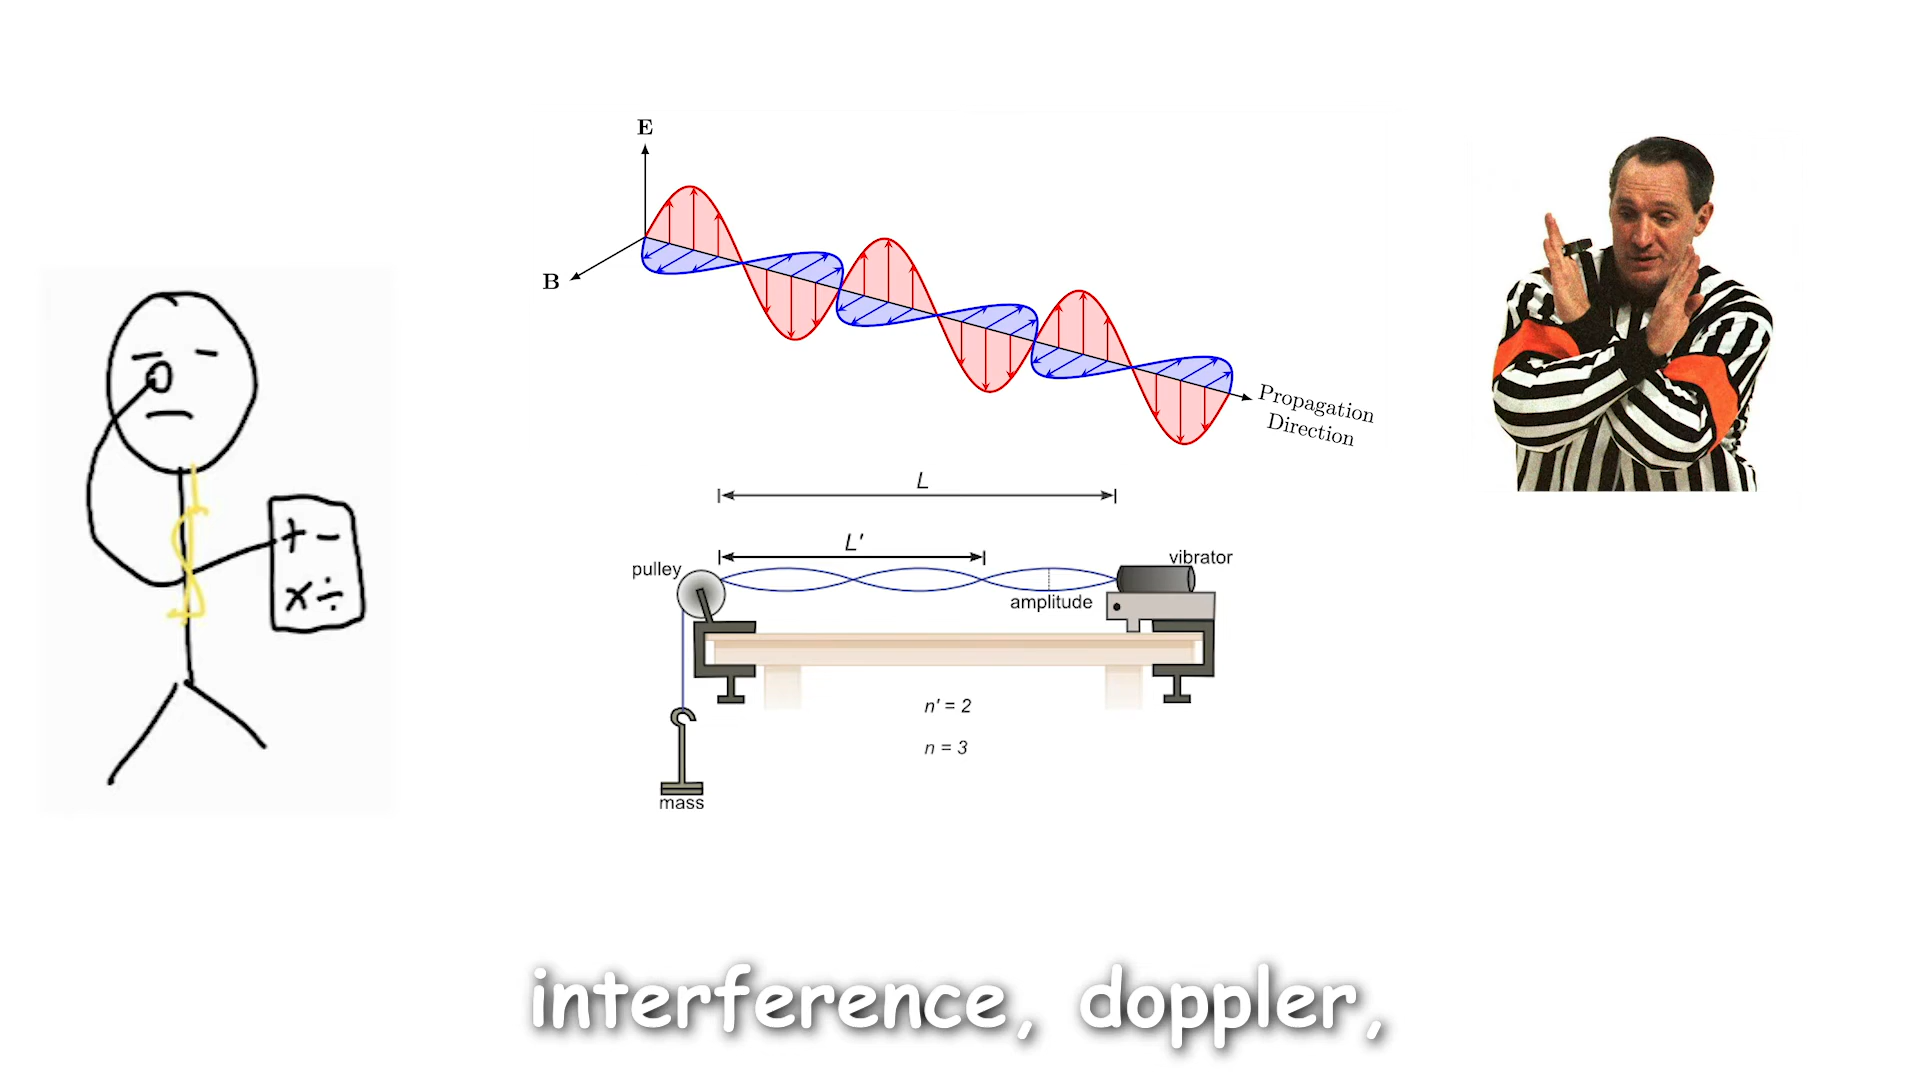 E
B
Propagation
Direction
L
L'
pulley
vibrator
amplitude
n' = 2
n = 3
mass
+ -
x ÷
interference, doppler,